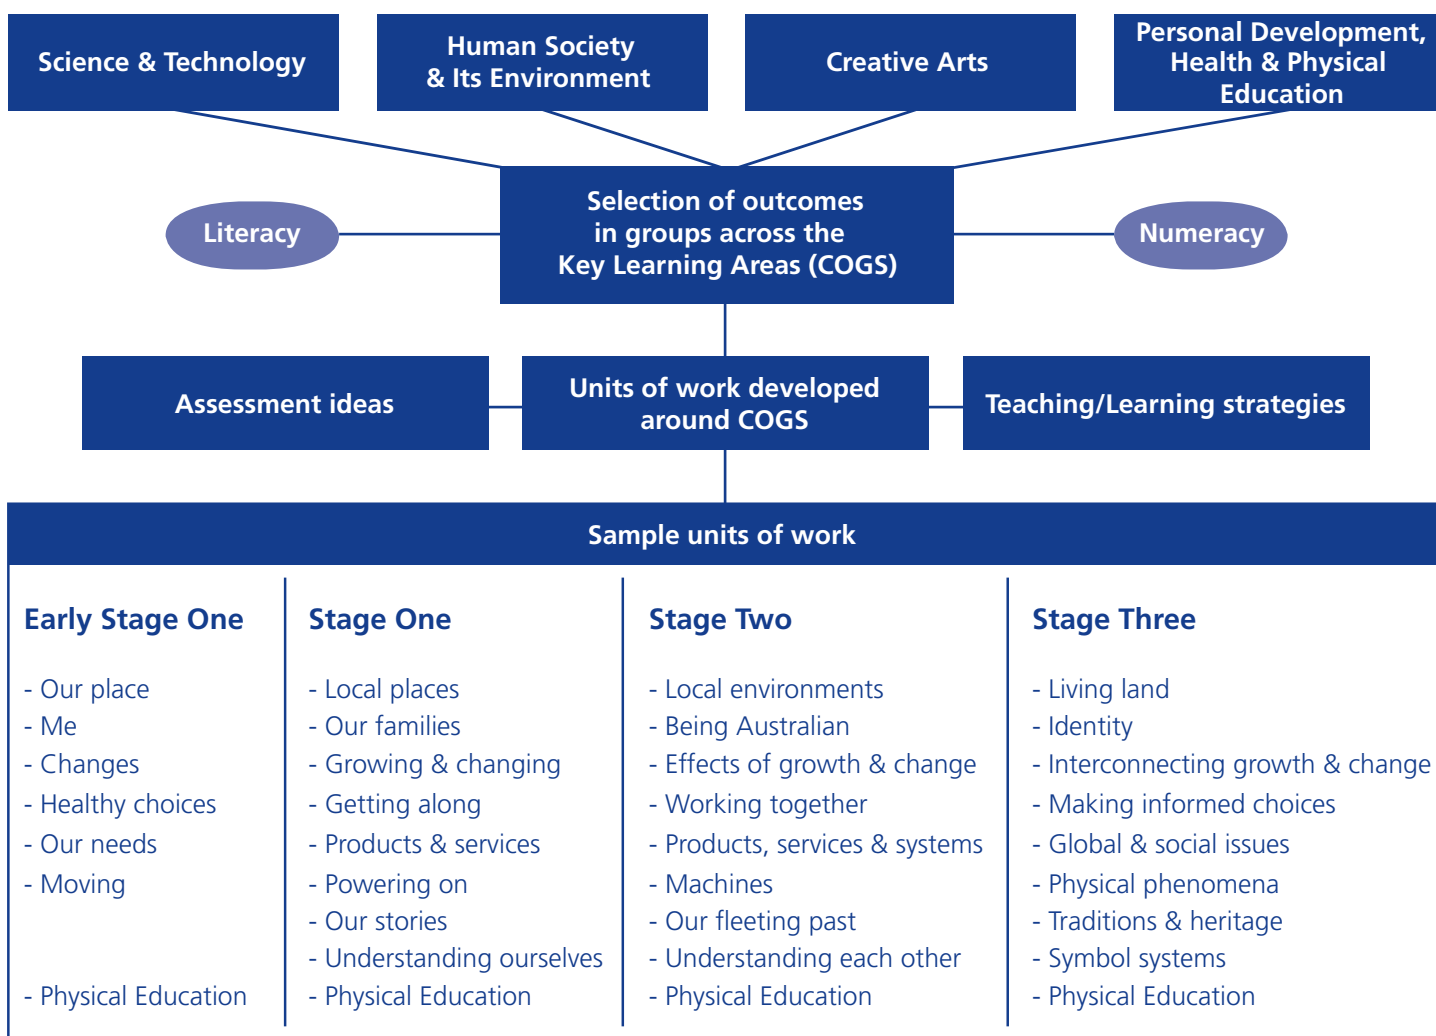 Science & Technology
Human Society
& Its Environment
Creative Arts
Personal Development,
Health & Physical
Education
Selection of outcomes
in groups across the
Key Learning Areas (COGS)
Literacy
Numeracy
Assessment ideas
Units of work developed
around COGS
Teaching/Learning strategies
Sample units of work
Early Stage One
- Our place
- Me
- Changes
- Healthy choices
- Our needs
- Moving
- Physical Education
Stage One
- Local places
- Our families
- Growing & changing
- Getting along
- Products & services
- Powering on
- Our stories
- Understanding ourselves
- Physical Education
Stage Two
- Local environments
- Being Australian
- Effects of growth & change
- Working together
- Products, services & systems
- Machines
- Our fleeting past
- Understanding each other
- Physical Education
Stage Three
- Living land
- Identity
- Interconnecting growth & change
- Making informed choices
- Global & social issues
- Physical phenomena
- Traditions & heritage
- Symbol systems
- Physical Education